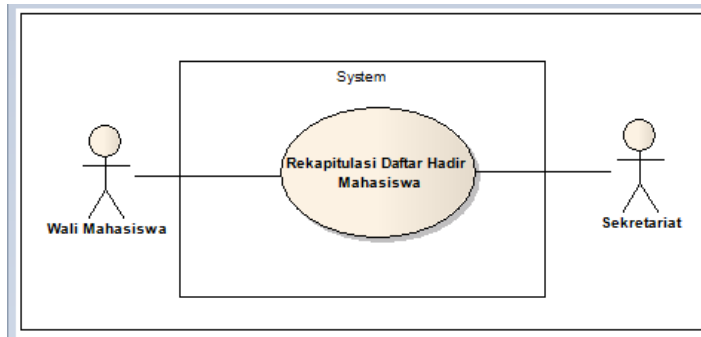 System
Rekapitulasi Daftar Hadir
Mahasiswa
Wali Mahasiswa
Sekretariat